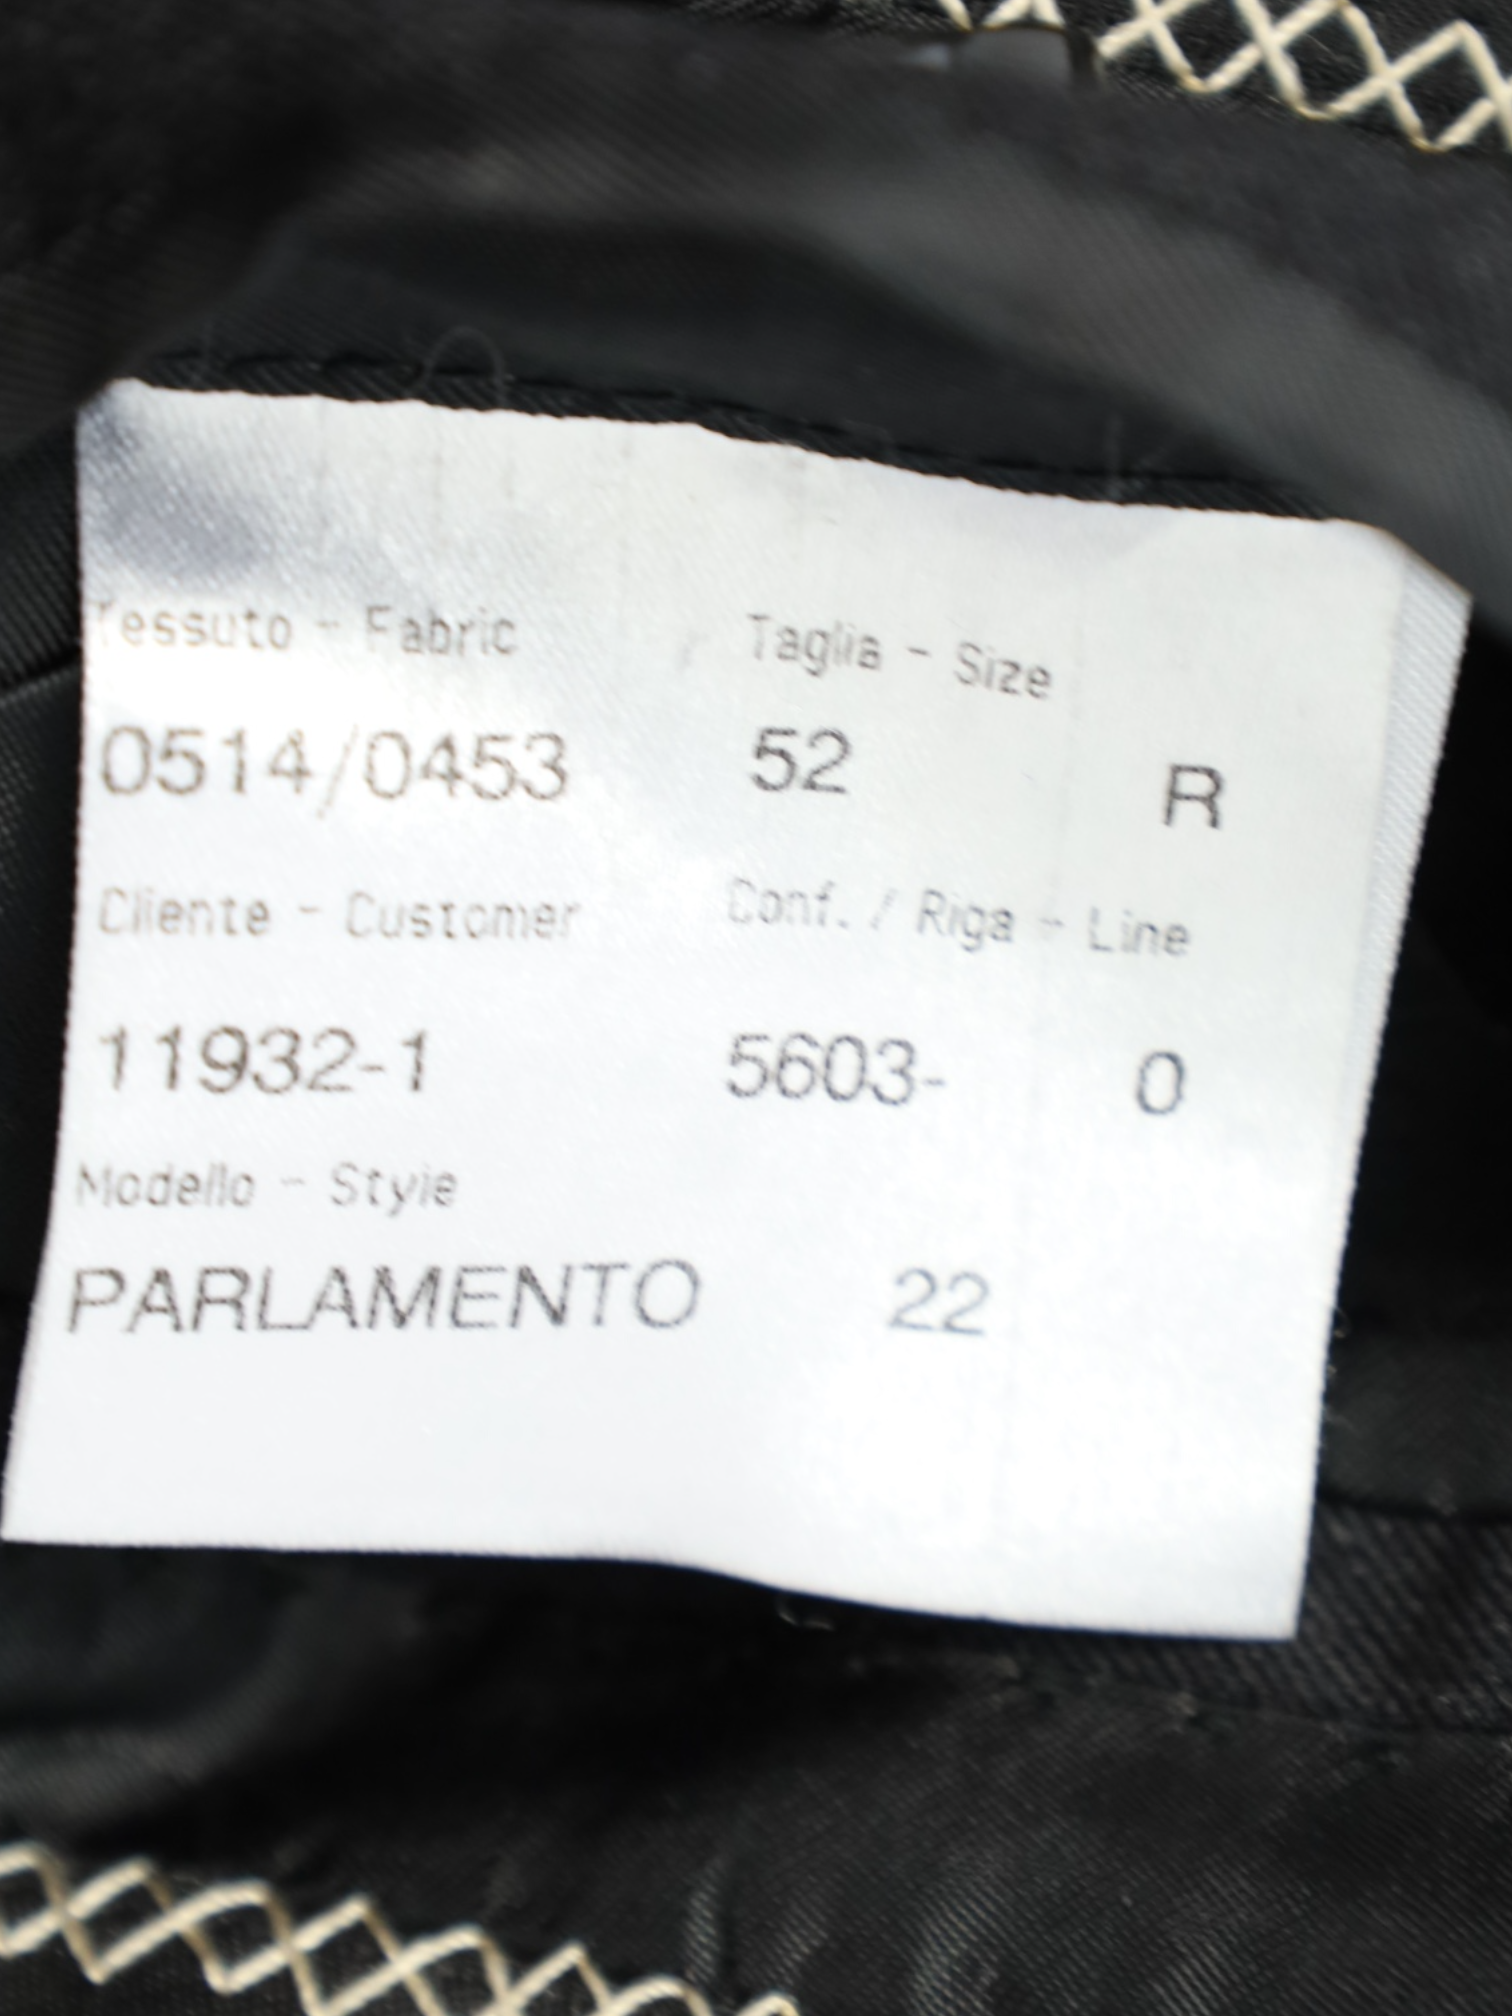 Tessuto - Fabric Taglia - Size
0514/0453 52 R
Cliente - Customer Conf. / Riga - Line
11932-1 5603- 0
Modello - Style
PARLAMENTO 22